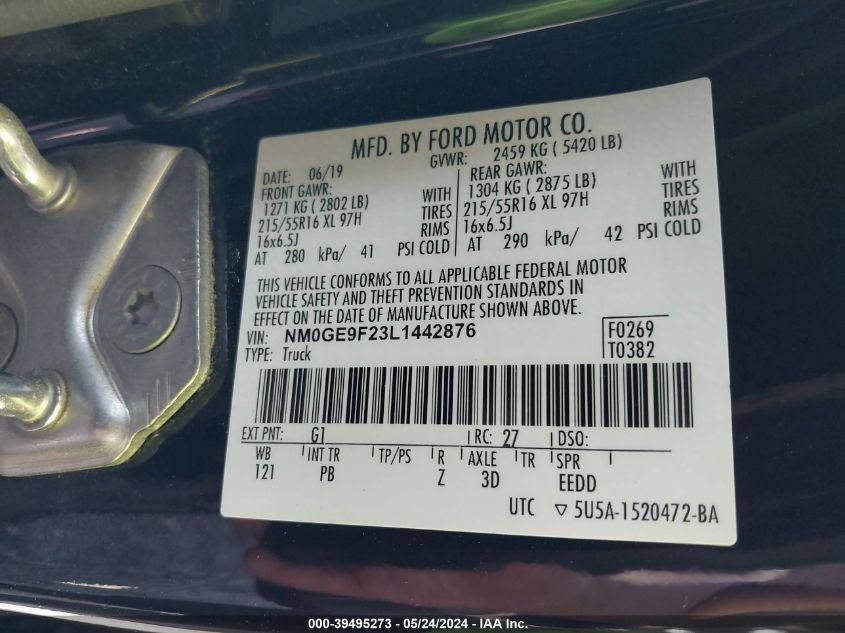 MFD. BY FORD MOTOR CO.
DATE: 06/19 GVWR: 2459 KG ( 5420 LB)
FRONT GAWR: REAR GAWR:
1271 KG ( 2802 LB) WITH 1304 KG ( 2875 LB) WITH
215/55R16 XL 97H TIRES 215/55R16 XL 97H TIRES
16x6.5J RIMS 16x6.5J RIMS
AT 280 kPa/ 41 PSI COLD AT 290 kPa/ 42 PSI COLD
THIS VEHICLE CONFORMS TO ALL APPLICABLE FEDERAL MOTOR
VEHICLE SAFETY AND THEFT PREVENTION STANDARDS IN
EFFECT ON THE DATE OF MANUFACTURE SHOWN ABOVE.
VIN: NM0GE9F23L1442876 F0269
TYPE: Truck T0382
EXT PNT: G1 RC: 27 DSO:
WB INT TR TP/PS R AXLE TR SPR
121 PB Z 3D EEDD
UTC ▽ 5U5A-1520472-BA
000-39495273 - 05/24/2024 - IAA Inc.